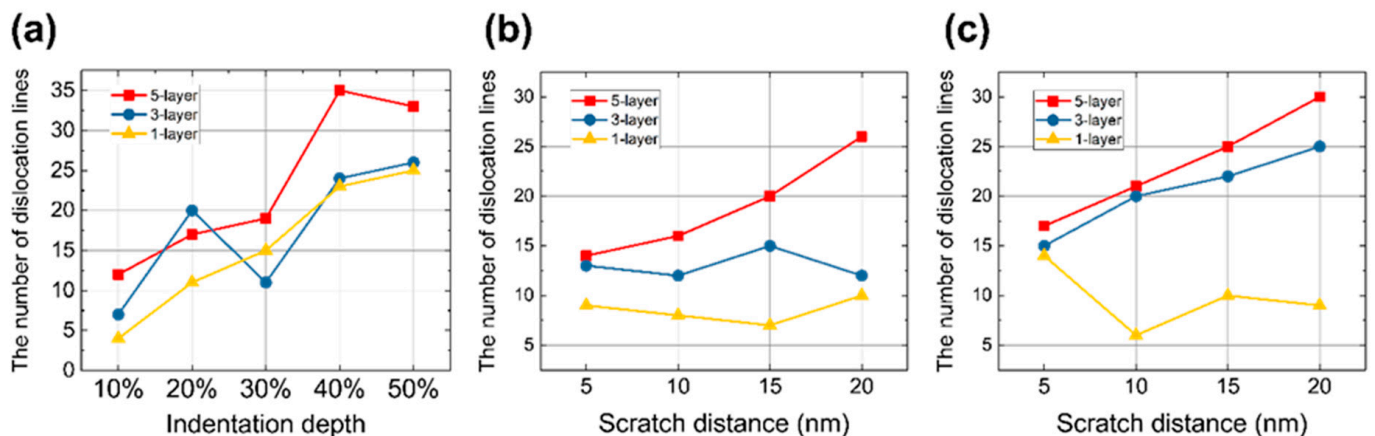 (a)
The number of dislocation lines
35
30
25
20
15
10
5
0
5-layer
3-layer
1-layer
10% 20% 30% 40% 50%
Indentation depth
(b)
The number of dislocation lines
30
25
20
15
10
5
5-layer
3-layer
1-layer
5 10 15 20
Scratch distance (nm)
(c)
The number of dislocation lines
30
25
20
15
10
5
5-layer
3-layer
1-layer
5 10 15 20
Scratch distance (nm)